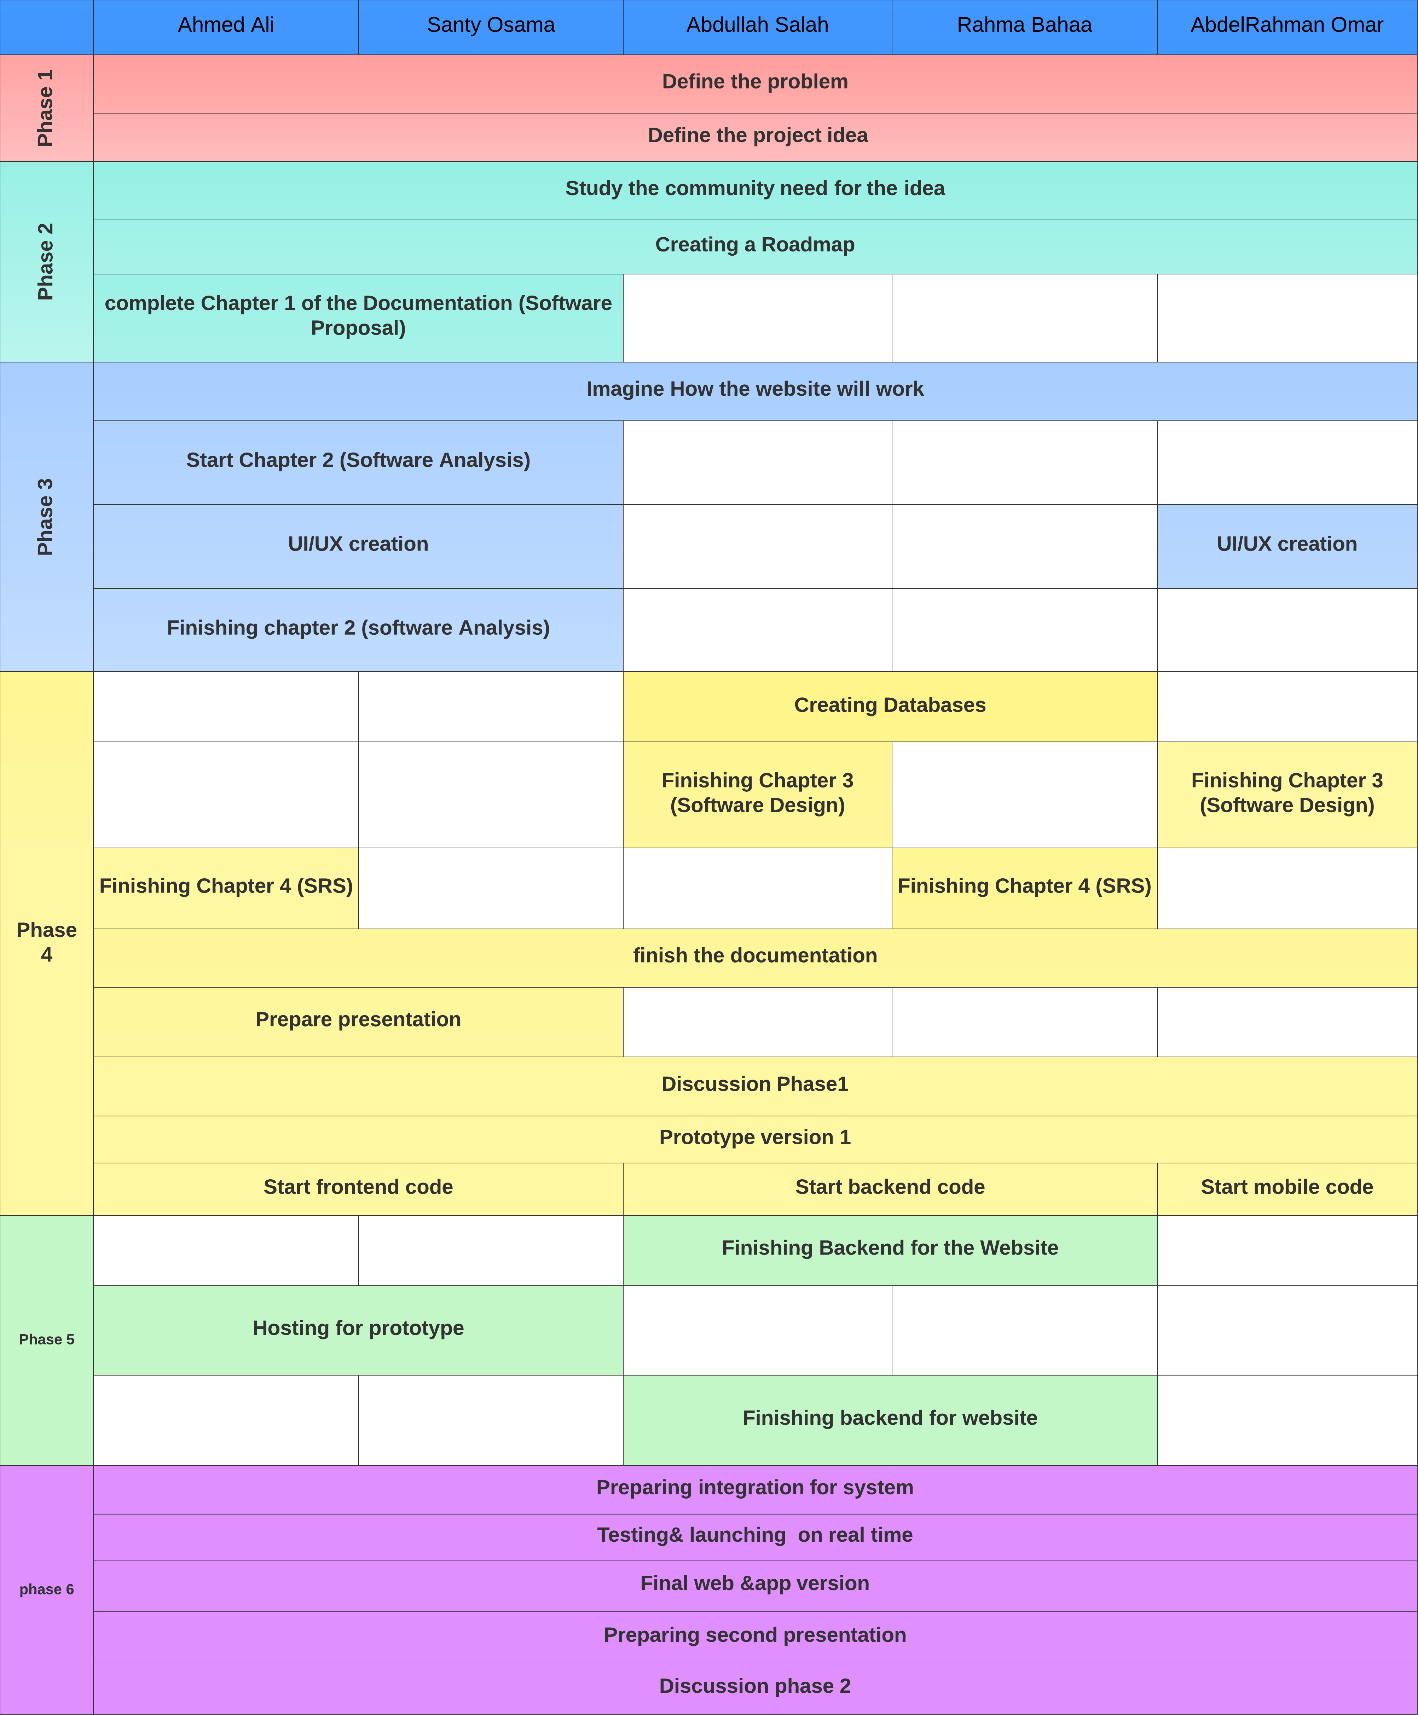 Ahmed Ali
Santy Osama
Abdullah Salah
Rahma Bahaa
AbdelRahman Omar
Phase 1
Define the problem
Define the project idea
Phase 2
Study the community need for the idea
Creating a Roadmap
complete Chapter 1 of the Documentation (Software
Proposal)
Phase 3
Imagine How the website will work
Start Chapter 2 (Software Analysis)
UI/UX creation
UI/UX creation
Finishing chapter 2 (software Analysis)
Phase
4
Creating Databases
Finishing Chapter 3
(Software Design)
Finishing Chapter 3
(Software Design)
Finishing Chapter 4 (SRS)
Finishing Chapter 4 (SRS)
finish the documentation
Prepare presentation
Discussion Phase1
Prototype version 1
Start frontend code
Start backend code
Start mobile code
Phase 5
Finishing Backend for the Website
Hosting for prototype
Finishing backend for website
phase 6
Preparing integration for system
Testing& launching  on real time
Final web &app version
Preparing second presentation
Discussion phase 2